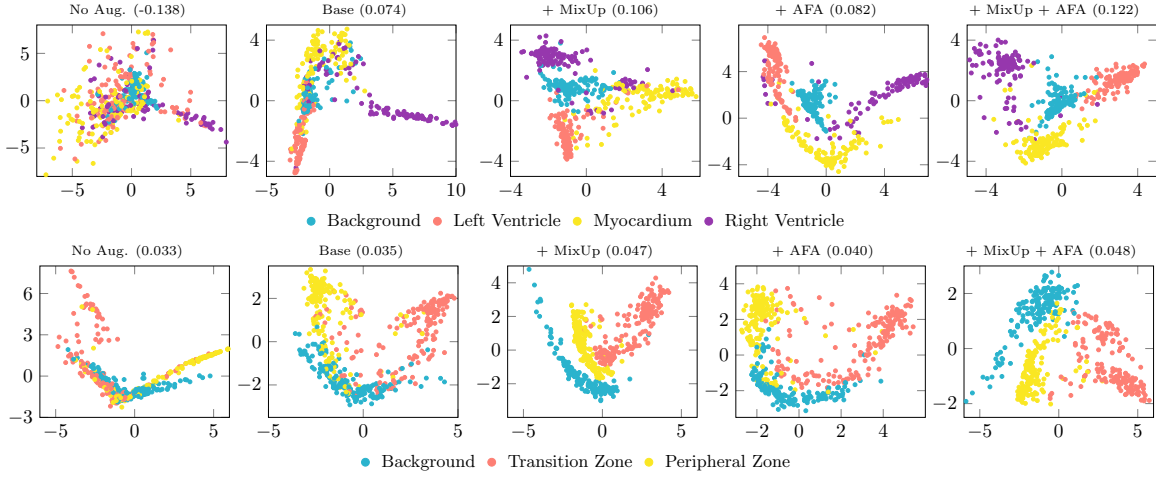 No Aug. (-0.138) Base (0.074) + MixUp (0.106) + AFA (0.082) + MixUp + AFA (0.122)
5 4 4 4 4
0 0 0 0 0
−5 −4 −4 −4 −4
−5 0 5 −5 0 5 10 −4 0 4 −4 0 4 −4 0 4
Background Left Ventricle Myocardium Right Ventricle
No Aug. (0.033) Base (0.035) + MixUp (0.047) + AFA (0.040) + MixUp + AFA (0.048)
6 2 4 4 2
3 0 2 2 0
0 −2 0 0 −2
−3 −2 −2
−5 0 5 −5 0 5 −5 0 5 −2 0 2 4 −5 0 5
Background Transition Zone Peripheral Zone